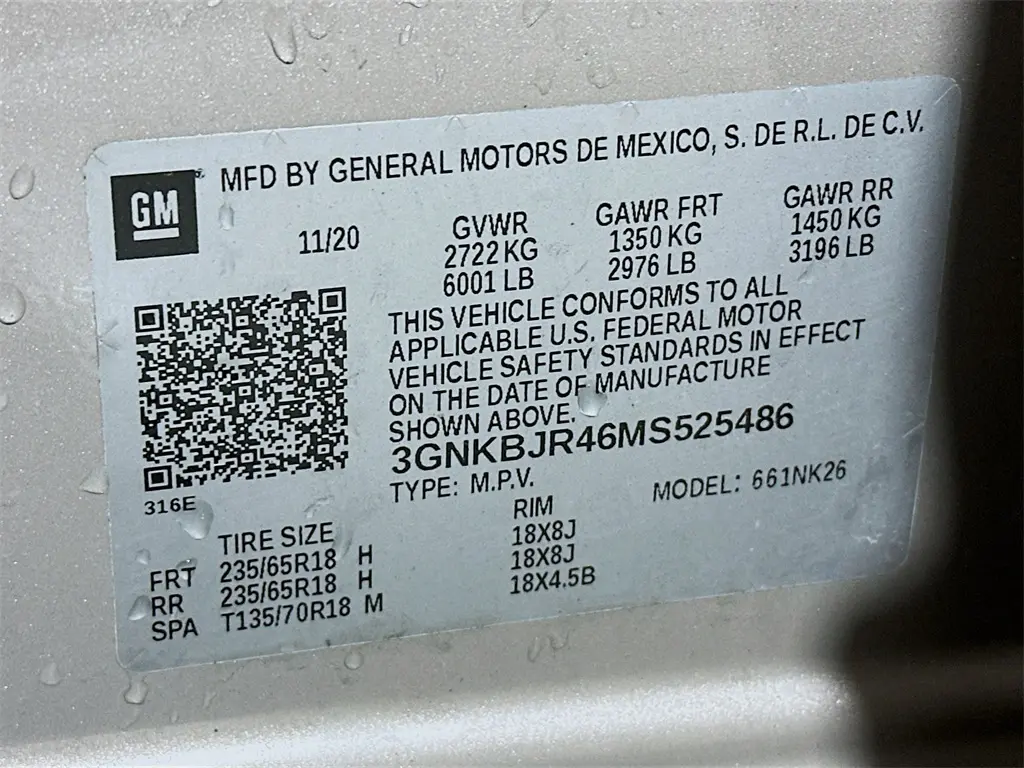 GM
MFD BY GENERAL MOTORS DE MEXICO, S. DE R.L. DE C.V.
11/20
GVWR
2722 KG
6001 LB
GAWR FRT
1350 KG
2976 LB
GAWR RR
1450 KG
3196 LB
THIS VEHICLE CONFORMS TO ALL
APPLICABLE U.S. FEDERAL MOTOR
VEHICLE SAFETY STANDARDS IN EFFECT
ON THE DATE OF MANUFACTURE
SHOWN ABOVE.
3GNKBJR46MS525486
TYPE: M.P.V.
MODEL: 661NK26
316E
TIRE SIZE RIM
FRT 235/65R18 H 18X8J
RR 235/65R18 H 18X8J
SPA T135/70R18 M 18X4.5B